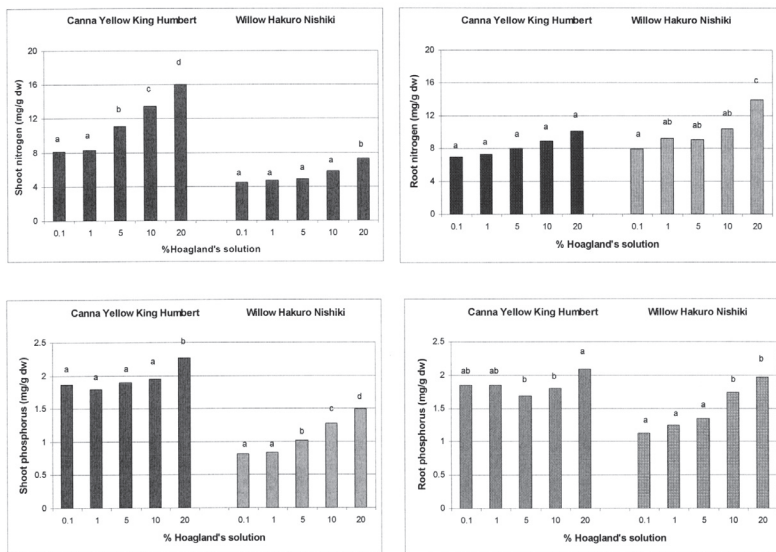 Canna Yellow King Humbert Willow Hakuro Nishiki
Shoot nitrogen (mg/g dw)
20
16
12
8
4
0
a a b c d a a a a b
0.1 1 5 10 20 0.1 1 5 10 20
%Hoagland's solution
Canna Yellow King Humbert Willow Hakuro Nishiki
Root nitrogen (mg/g dw)
20
16
12
8
4
0
a a a a a a ab ab ab c
0.1 1 5 10 20 0.1 1 5 10 20
% Hoagland's solution
Canna Yellow King Humbert Willow Hakuro Nishiki
Shoot phosphorus (mg/g dw)
2.5
2
1.5
1
0.5
0
a a a a b a a b c d
0.1 1 5 10 20 0.1 1 5 10 20
% Hoagland's solution
Canna Yellow King Humbert Willow Hakuro Nishiki
Root phosphorus (mg/g dw)
2.5
2
1.5
1
0.5
0
ab ab b b a a a a b b
0.1 1 5 10 20 0.1 1 5 10 20
% Hoagland's solution